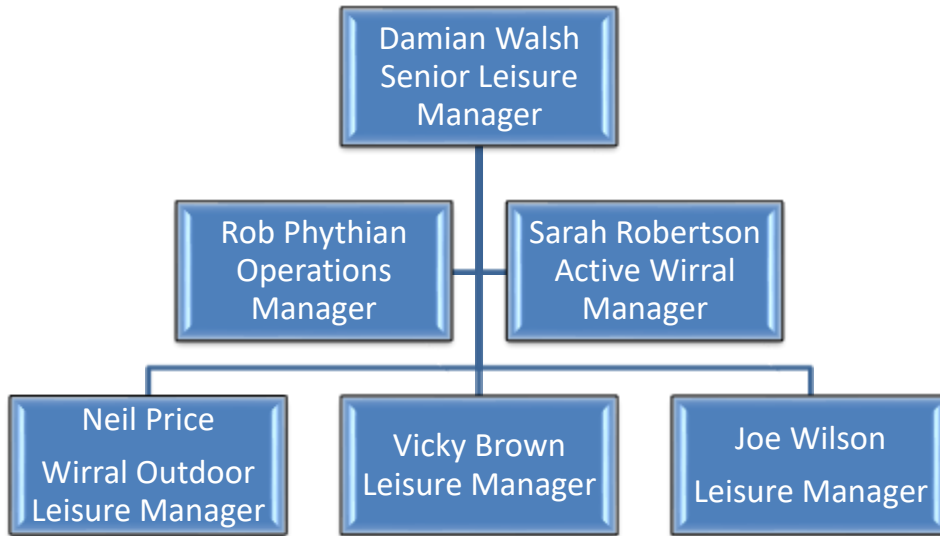 Damian Walsh
Senior Leisure
Manager
Rob Phythian
Operations
Manager
Sarah Robertson
Active Wirral
Manager
Neil Price
Wirral Outdoor
Leisure Manager
Vicky Brown
Leisure Manager
Joe Wilson
Leisure Manager